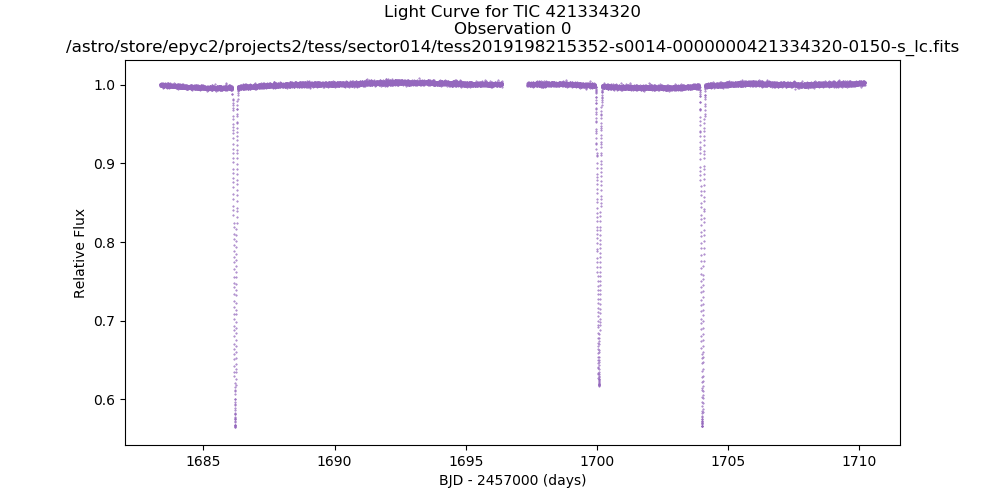 Light Curve for TIC 421334320
Observation 0
/astro/store/epyc2/projects2/tess/sector014/tess2019198215352-s0014-0000000421334320-0150-s_lc.fits
1.0
0.9
0.8
0.7
0.6
Relative Flux
1685 1690 1695 1700 1705 1710
BJD - 2457000 (days)